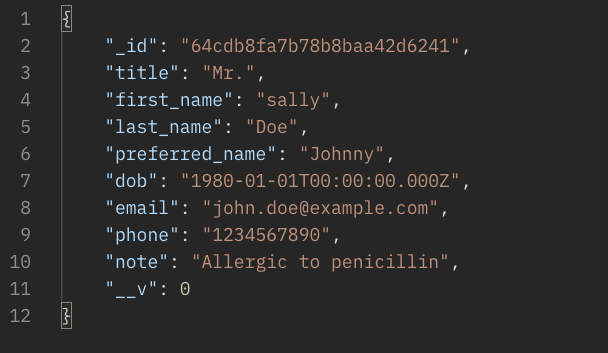 1 {
2 "_id": "64cdb8fa7b78b8baa42d6241",
3 "title": "Mr.",
4 "first_name": "sally",
5 "last_name": "Doe",
6 "preferred_name": "Johnny",
7 "dob": "1980-01-01T00:00:00.000Z",
8 "email": "john.doe@example.com",
9 "phone": "1234567890",
10 "note": "Allergic to penicillin",
11 "__v": 0
12 }